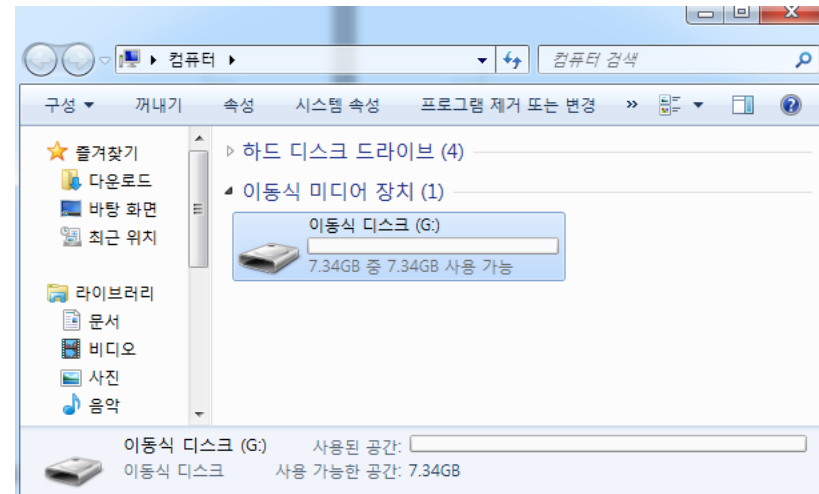 컴퓨터
컴퓨터 검색
구성 꺼내기 속성 시스템 속성 프로그램 제거 또는 변경 »
즐겨찾기
다운로드
바탕 화면
최근 위치
라이브러리
문서
비디오
사진
음악
하드 디스크 드라이브 (4)
이동식 미디어 장치 (1)
이동식 디스크 (G:)
7.34GB 중 7.34GB 사용 가능
이동식 디스크 (G:) 사용된 공간:
이동식 디스크 사용 가능한 공간: 7.34GB